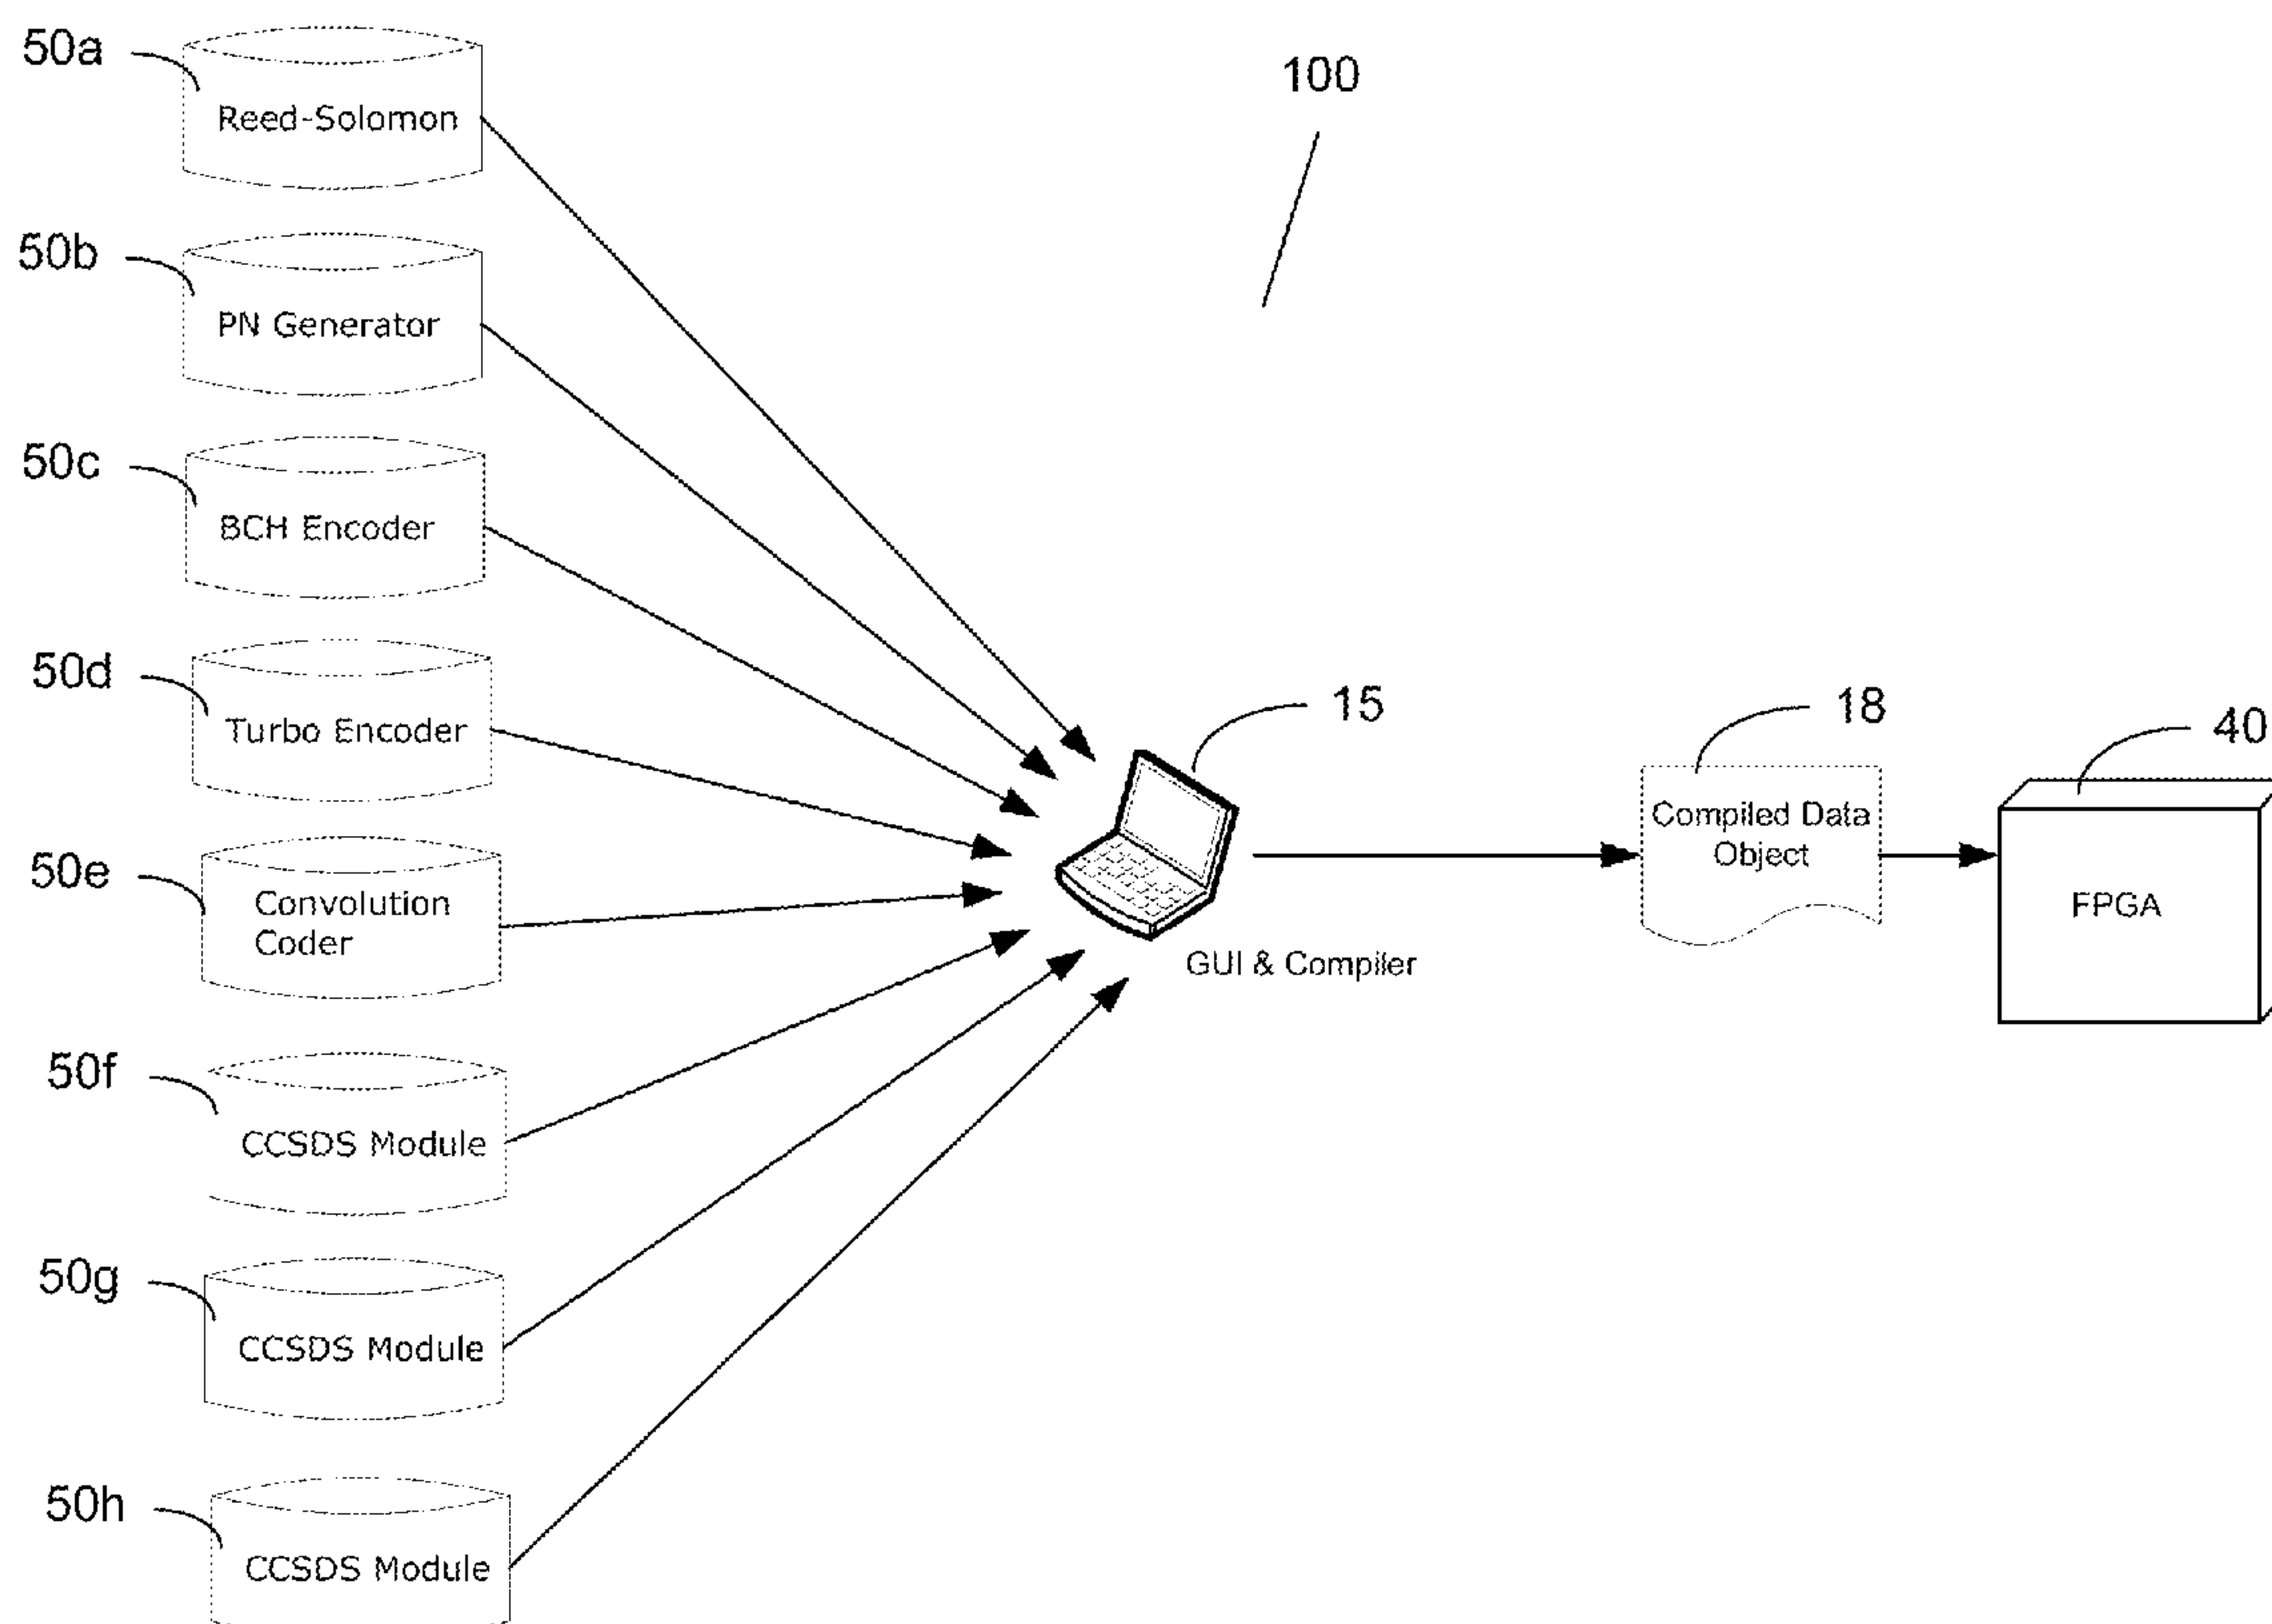 50a
Reed-Solomon
100
50b
PN Generator
50c
BCH Encoder
50d
Turbo Encoder
15
18
40
Compiled Data
Object
FPGA
50e
Convolution
Coder
GUI & Compiler
50f
CCSDS Module
50g
CCSDS Module
50h
CCSDS Module